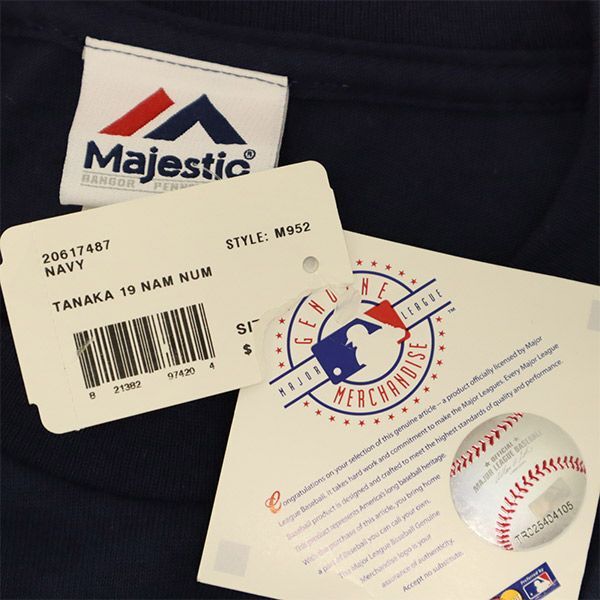 Majestic®
BANGOR PENN
20617487
NAVY
STYLE: M952
TANAKA 19 NAM NUM
8 21382 97420 4
SI
$
GENUINE
MAJOR LEAGUE
MERCHANDISE
™
Congratulations on your selection of this genuine article – a product officially licensed by Major
League Baseball. It takes hard work and commitment to make the Major Leagues. Every Major League
Baseball product is designed and crafted to meet the highest standards of quality and performance.
This product represents America's long baseball heritage.
With the purchase of this article, you bring home
a part of Baseball you can call your own.
The Major League Baseball Genuine
Merchandise logo is your
assurance of authenticity.
Accept no substitute.
OFFICIAL
MAJOR LEAGUE BASEBALL
TR025404105
Preferred by